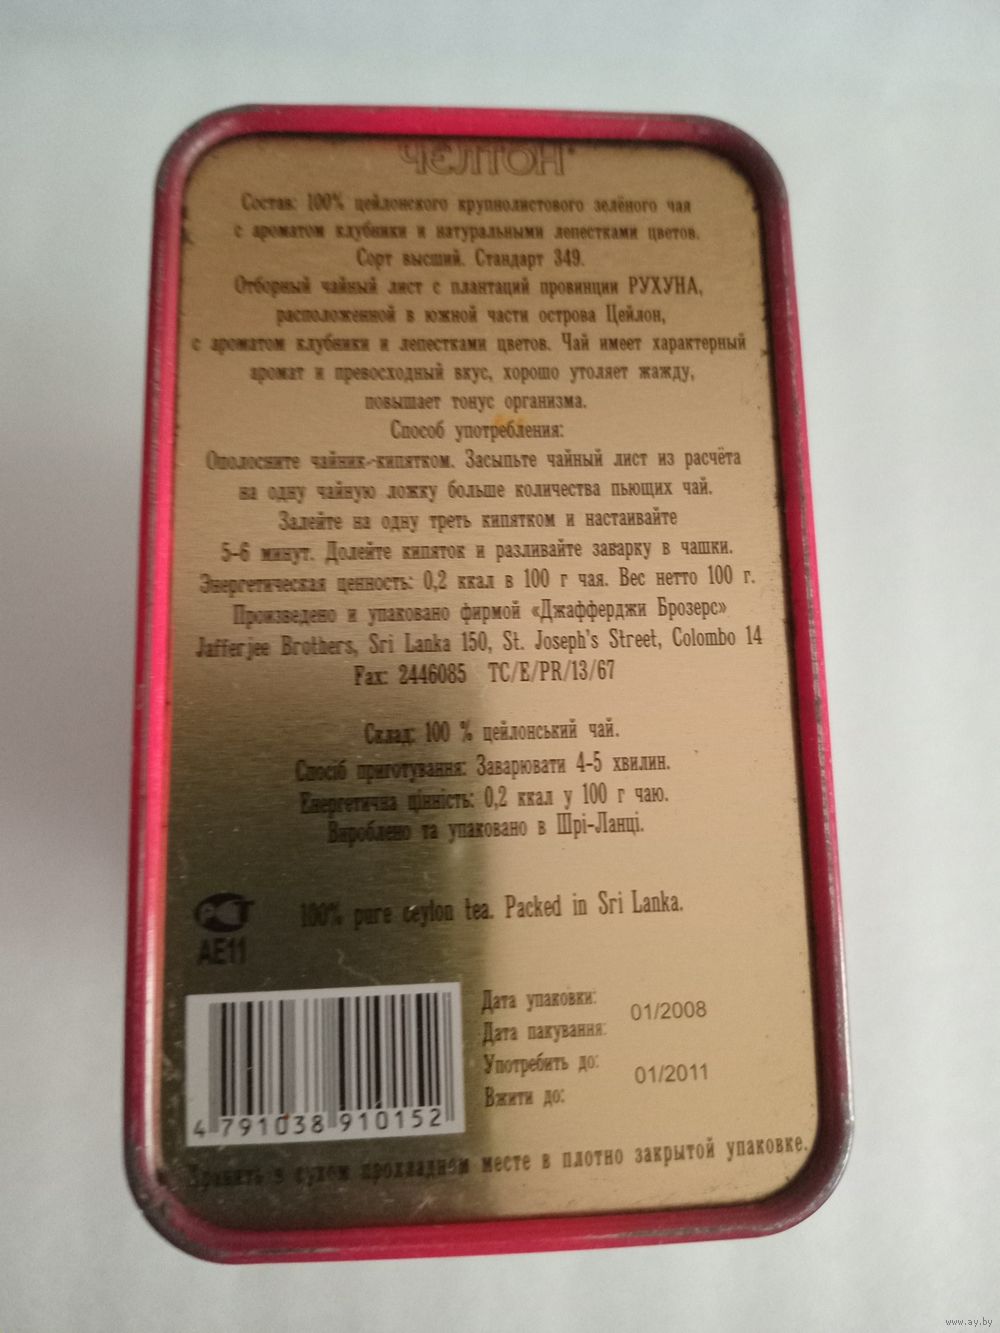 ЧЕЛТОН
Состав: 100% цейлонского крупнолистового зелёного чая
с ароматом клубники и натуральными лепестками цветов.
Сорт высший. Стандарт 349.
Отборный чайный лист с плантаций провинции РУХУНА,
расположенной в южной части острова Цейлон,
с ароматом клубники и лепестками цветов. Чай имеет характерный
аромат и превосходный вкус, хорошо утоляет жажду,
повышает тонус организма.
Способ употребления:
Ополосните чайник кипятком. Засыпьте чайный лист из расчёта
на одну чайную ложку больше количества пьющих чай.
Залейте на одну треть кипятком и настаивайте
5-6 минут. Долейте кипяток и разливайте заварку в чашки.
Энергетическая ценность: 0,2 ккал в 100 г чая. Вес нетто 100 г.
Произведено и упаковано фирмой «Джафферджи Брозерс»
Jafferjee Brothers, Sri Lanka 150, St. Joseph's Street, Colombo 14
Fax: 2446085 TC/E/PR/13/67
Склад: 100 % цейлонський чай.
Спосіб приготування: Заварювати 4-5 хвилин.
Енергетична цінність: 0,2 ккал у 100 г чаю.
Вироблено та упаковано в Шрі-Ланці.
РСТ
АЕ11
100% pure ceylon tea. Packed in Sri Lanka.
Дата упаковки:
Дата пакування:
01/2008
Употребить до:
Вжити до:
01/2011
4 791038 910152
Хранить в сухом прохладном месте в плотно закрытой упаковке.
www.ay.by